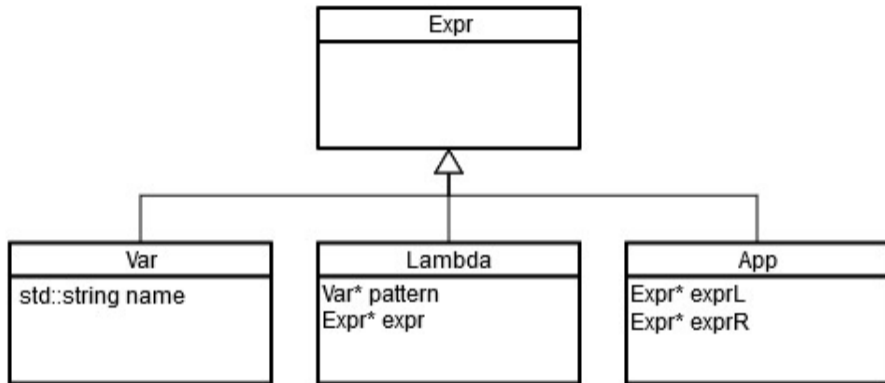 Expr
Var
std::string name
Lambda
Var* pattern
Expr* expr
App
Expr* exprL
Expr* exprR